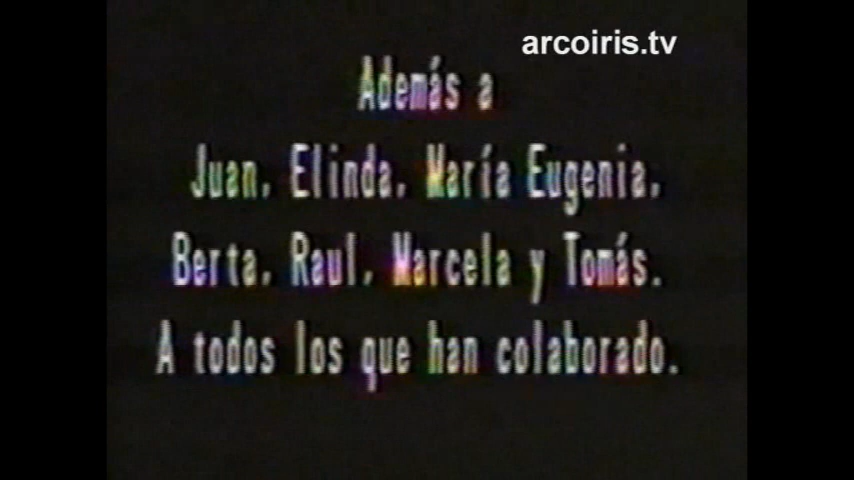 arcoiris.tv
Además a
Juan, Elinda, María Eugenia,
Berta, Raul, Marcela y Tomás.
A todos los que han colaborado.